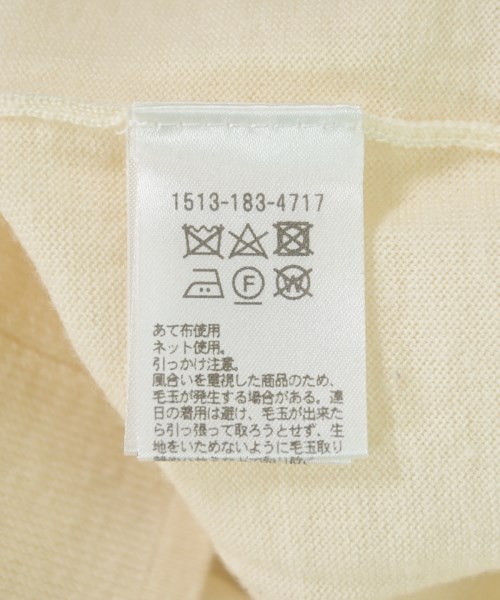 1513-183-4717
F W
あて布使用
ネット使用。
引っかけ注意。
風合いを重視した商品のため、
毛玉が発生する場合がある。連
日の着用は避け、毛玉が出来た
ら引っ張って取ろうとせず、生
地をいためないように毛玉取り